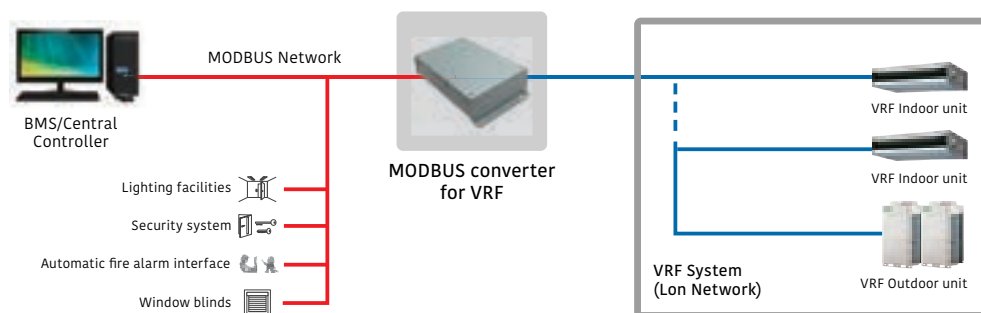 MODBUS Network
BMS/Central
Controller
Lighting facilities
Security system
Automatic fire alarm interface
Window blinds
MODBUS converter
for VRF
VRF Indoor unit
VRF Indoor unit
VRF Outdoor unit
VRF System
(Lon Network)